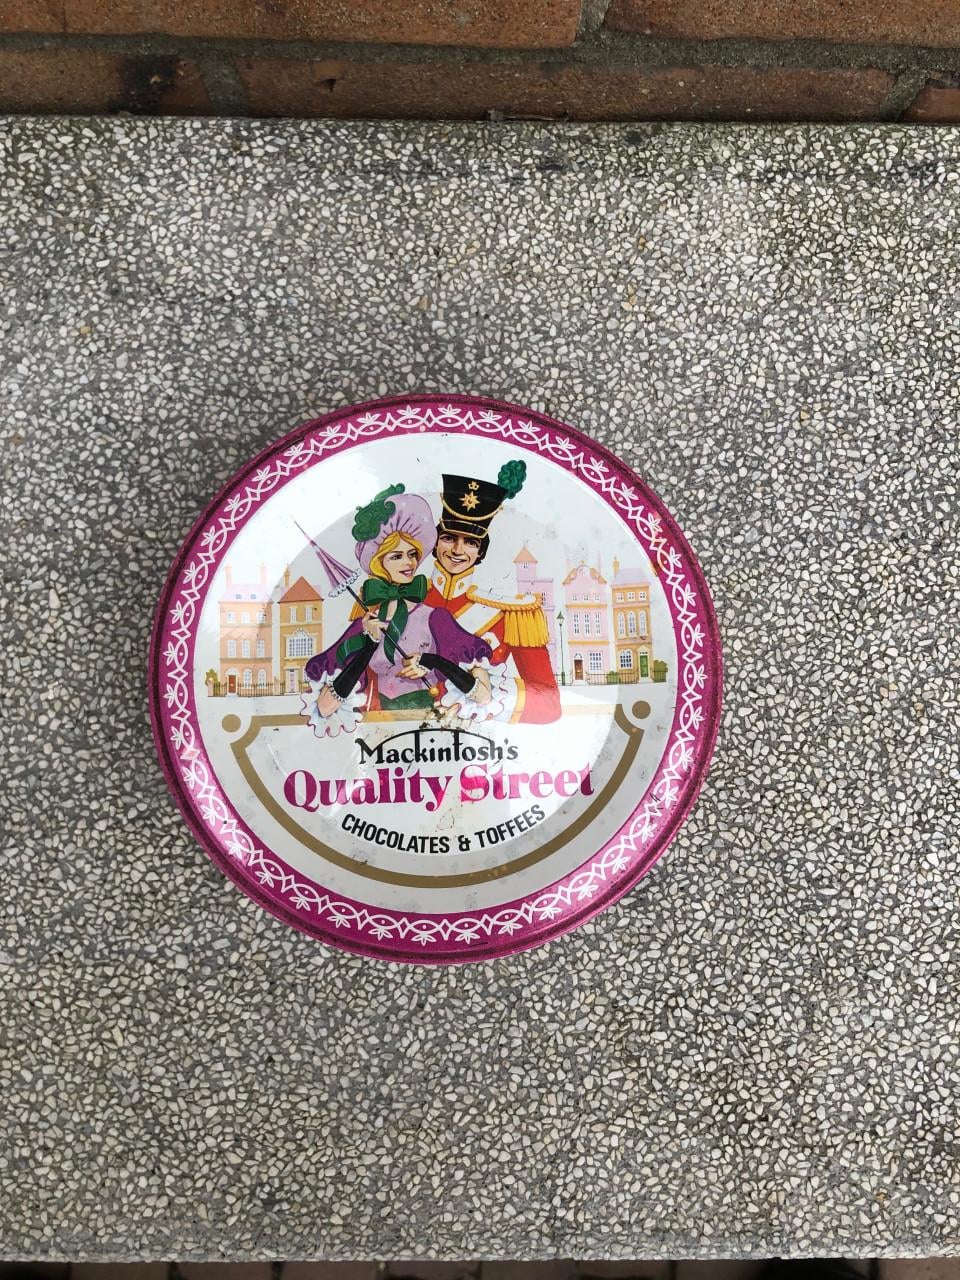 Mackintosh's
Quality Street
CHOCOLATES & TOFFEES